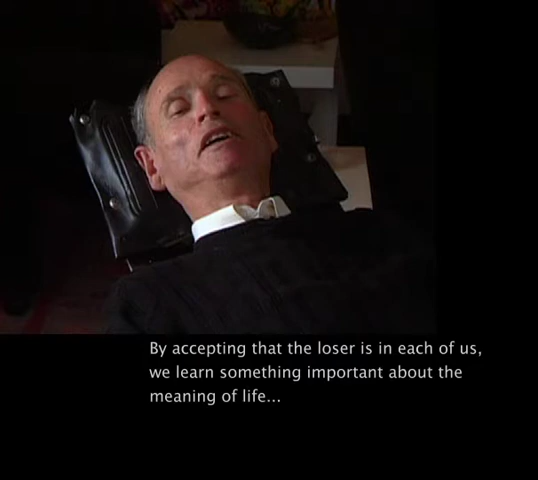 By accepting that the loser is in each of us,
we learn something important about the
meaning of life...